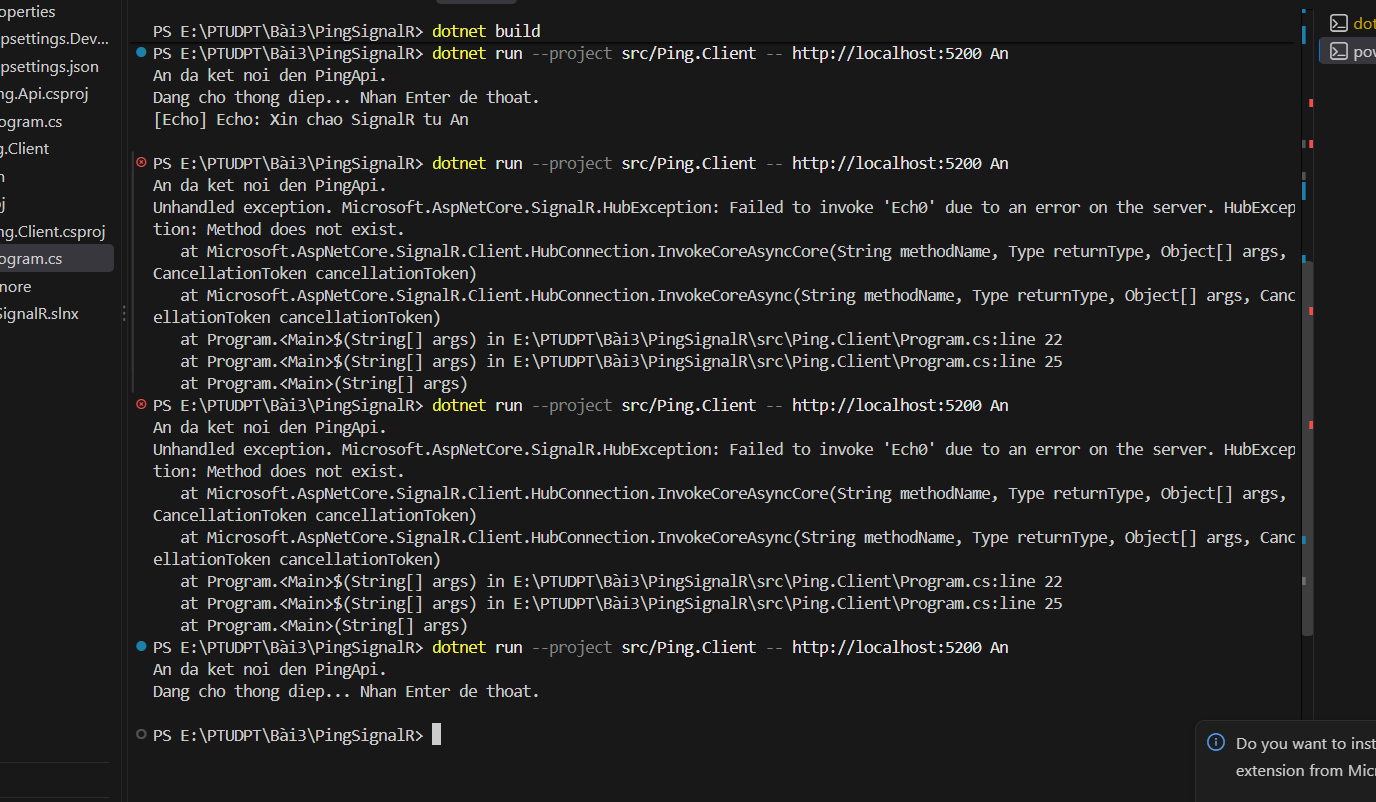 operties
psettings.Dev...
psettings.json
ng.Api.csproj
ogram.cs
g.Client
n
j
ng.Client.csproj
ogram.cs
nore
SignalR.slnx
PS E:\PTUDPT\Bài3\PingSignalR> dotnet build
PS E:\PTUDPT\Bài3\PingSignalR> dotnet run --project src/Ping.Client -- http://localhost:5200 An
An da ket noi den PingApi.
Dang cho thong diep... Nhan Enter de thoat.
[Echo] Echo: Xin chao SignalR tu An
PS E:\PTUDPT\Bài3\PingSignalR> dotnet run --project src/Ping.Client -- http://localhost:5200 An
An da ket noi den PingApi.
Unhandled exception. Microsoft.AspNetCore.SignalR.HubException: Failed to invoke 'Ech0' due to an error on the server. HubExcep
tion: Method does not exist.
at Microsoft.AspNetCore.SignalR.Client.HubConnection.InvokeCoreAsyncCore(String methodName, Type returnType, Object[] args,
CancellationToken cancellationToken)
at Microsoft.AspNetCore.SignalR.Client.HubConnection.InvokeCoreAsync(String methodName, Type returnType, Object[] args, Canc
ellationToken cancellationToken)
at Program.<Main>$(String[] args) in E:\PTUDPT\Bài3\PingSignalR\src\Ping.Client\Program.cs:line 22
at Program.<Main>$(String[] args) in E:\PTUDPT\Bài3\PingSignalR\src\Ping.Client\Program.cs:line 25
at Program.<Main>(String[] args)
PS E:\PTUDPT\Bài3\PingSignalR> dotnet run --project src/Ping.Client -- http://localhost:5200 An
An da ket noi den PingApi.
Unhandled exception. Microsoft.AspNetCore.SignalR.HubException: Failed to invoke 'Ech0' due to an error on the server. HubExcep
tion: Method does not exist.
at Microsoft.AspNetCore.SignalR.Client.HubConnection.InvokeCoreAsyncCore(String methodName, Type returnType, Object[] args,
CancellationToken cancellationToken)
at Microsoft.AspNetCore.SignalR.Client.HubConnection.InvokeCoreAsync(String methodName, Type returnType, Object[] args, Canc
ellationToken cancellationToken)
at Program.<Main>$(String[] args) in E:\PTUDPT\Bài3\PingSignalR\src\Ping.Client\Program.cs:line 22
at Program.<Main>$(String[] args) in E:\PTUDPT\Bài3\PingSignalR\src\Ping.Client\Program.cs:line 25
at Program.<Main>(String[] args)
PS E:\PTUDPT\Bài3\PingSignalR> dotnet run --project src/Ping.Client -- http://localhost:5200 An
An da ket noi den PingApi.
Dang cho thong diep... Nhan Enter de thoat.
PS E:\PTUDPT\Bài3\PingSignalR>
dot
pow
Do you want to inst
extension from Micr